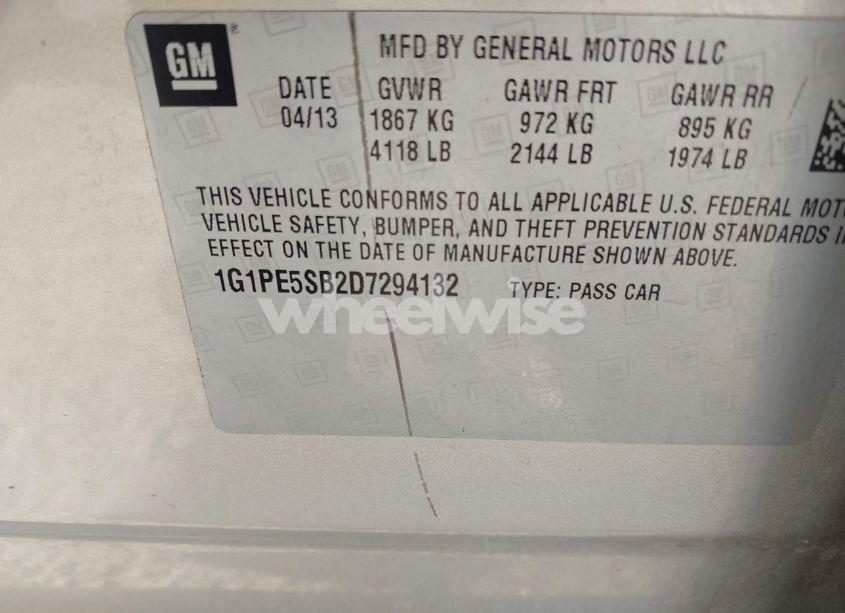 GM
MFD BY GENERAL MOTORS LLC
DATE GVWR GAWR FRT GAWR RR
04/13 1867 KG 972 KG 895 KG
4118 LB 2144 LB 1974 LB
THIS VEHICLE CONFORMS TO ALL APPLICABLE U.S. FEDERAL MOT
VEHICLE SAFETY, BUMPER, AND THEFT PREVENTION STANDARDS IN
EFFECT ON THE DATE OF MANUFACTURE SHOWN ABOVE.
1G1PE5SB2D7294132 TYPE: PASS CAR
wheelwise